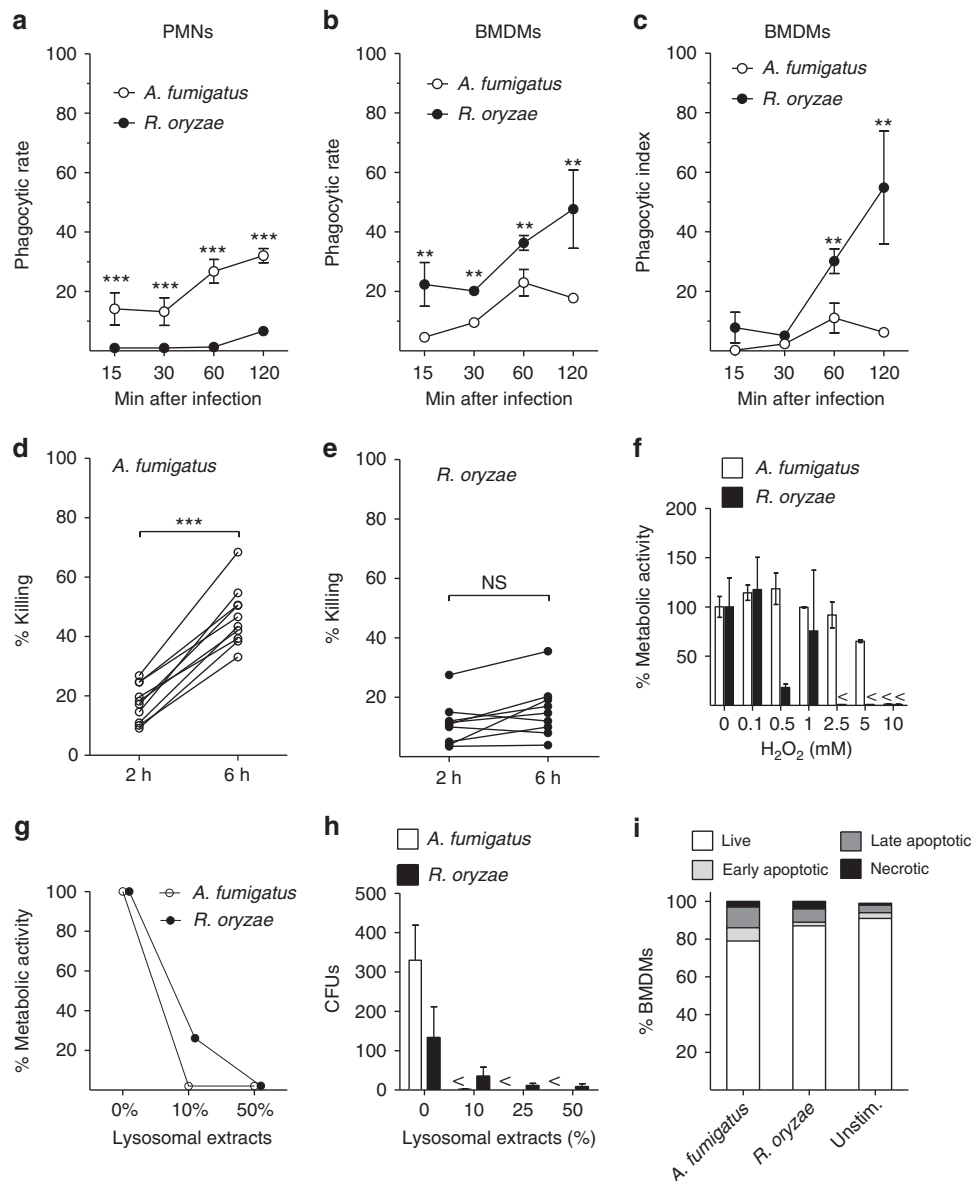 a
PMNs
100
80
60
40
20
Phagocytic rate
A. fumigatus
R. oryzae
***
***
***
***
15 30 60 120
Min after infection
b
BMDMs
100
80
60
40
20
Phagocytic rate
A. fumigatus
R. oryzae
**
**
**
**
15 30 60 120
Min after infection
c
BMDMs
100
80
60
40
20
Phagocytic index
A. fumigatus
R. oryzae
**
**
15 30 60 120
Min after infection
d
A. fumigatus
100
80
60
40
20
0
% Killing
***
2 h 6 h
e
R. oryzae
100
80
60
40
20
% Killing
NS
2 h 6 h
f
A. fumigatus
R. oryzae
200
150
100
50
% Metabolic activity
< < < <
0 0.1 0.5 1 2.5 5 10
H2O2 (mM)
g
100
80
60
40
20
% Metabolic activity
A. fumigatus
R. oryzae
0% 10% 50%
Lysosomal extracts
h
A. fumigatus
R. oryzae
500
400
300
200
100
0
CFUs
< < <
0 10 25 50
Lysosomal extracts (%)
i
Live
Late apoptotic
Early apoptotic
Necrotic
100
80
60
40
20
% BMDMs
A. fumigatus
R. oryzae
Unstim.